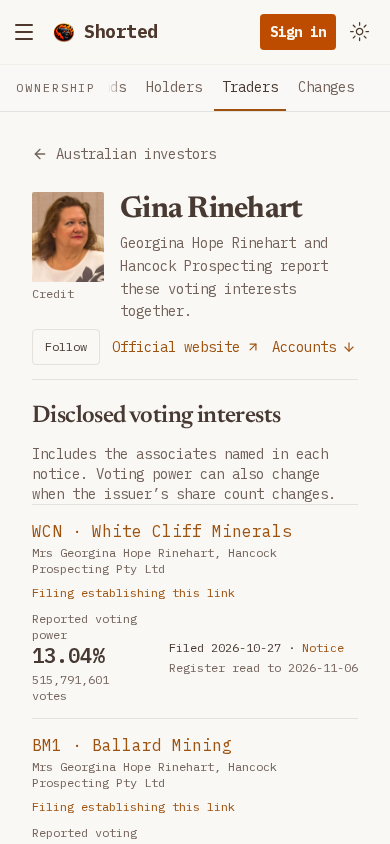 Shorted
Sign in
OWNERSHIP
ds Holders Traders Changes
← Australian investors
Gina Rinehart
Georgina Hope Rinehart and
Hancock Prospecting report
these voting interests
together.
Credit
Follow
Official website ↗ Accounts ↓
Disclosed voting interests
Includes the associates named in each
notice. Voting power can also change
when the issuer’s share count changes.
WCN · White Cliff Minerals
Mrs Georgina Hope Rinehart, Hancock
Prospecting Pty Ltd
Filing establishing this link
Reported voting
power
13.04%
515,791,601
votes
Filed 2026-10-27 · Notice
Register read to 2026-11-06
BM1 · Ballard Mining
Mrs Georgina Hope Rinehart, Hancock
Prospecting Pty Ltd
Filing establishing this link
Reported voting